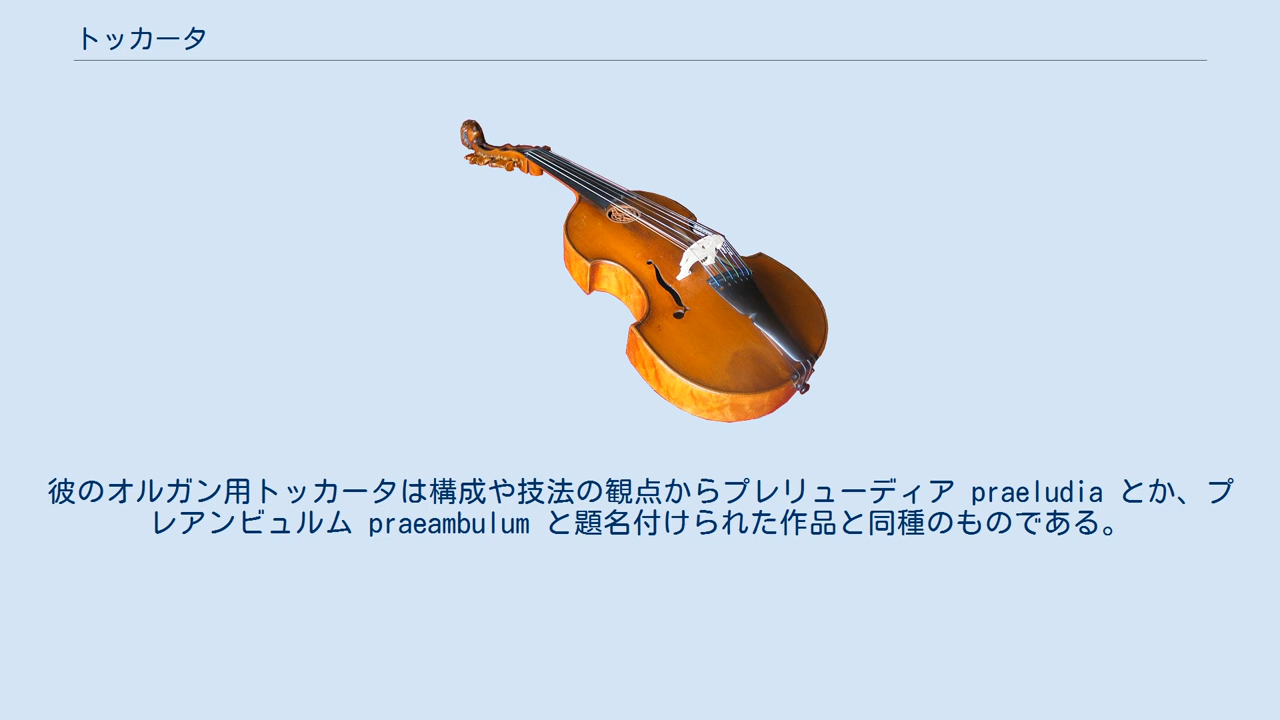 トッカータ
彼のオルガン用トッカータは構成や技法の観点からプレリューディア praeludia とか、プ
レアンビュルム praeambulum と題名付けられた作品と同種のものである。